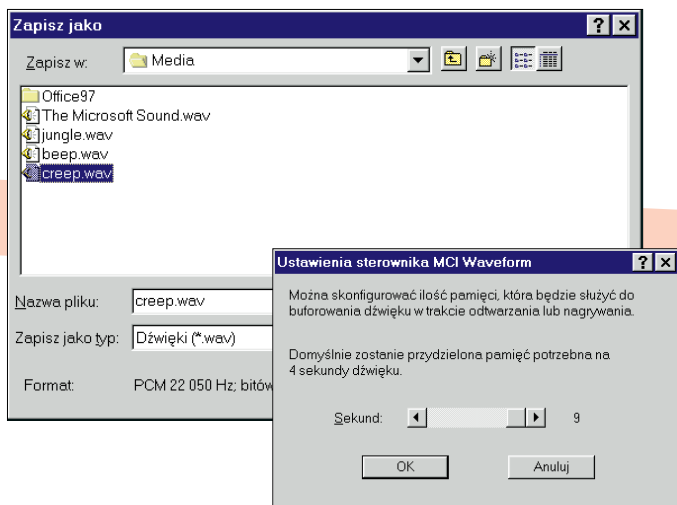 Zapisz jako
Zapisz w: Media
Office97
The Microsoft Sound.wav
jungle.wav
beep.wav
creep.wav
Nazwa pliku: creep.wav
Zapisz jako typ: Dźwięki (*.wav)
Format: PCM 22 050 Hz; bitów
Ustawienia sterownika MCI Waveform
Można skonfigurować ilość pamięci, która będzie służyć do
buforowania dźwięku w trakcie odtwarzania lub nagrywania.
Domyślnie zostanie przydzielona pamięć potrzebna na
4 sekundy dźwięku.
Sekund: 9
OK Anuluj